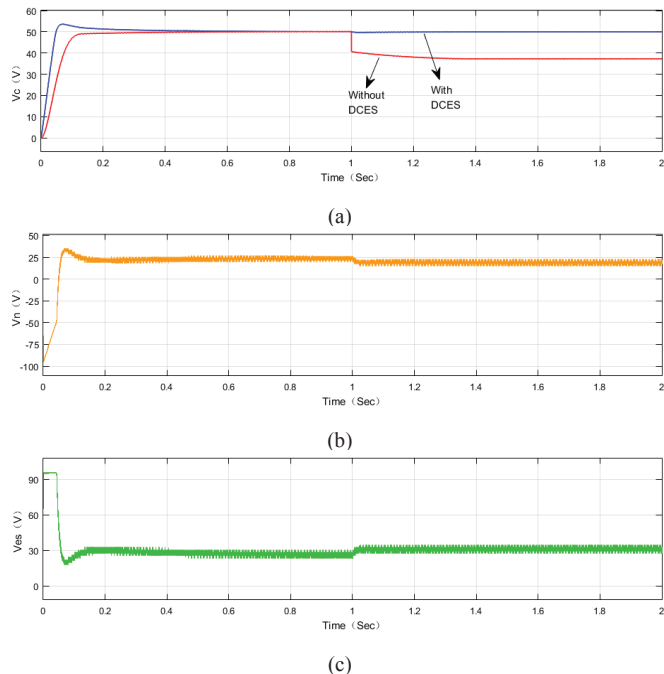 60
50
40
30
20
10
0
Vc（V）
Without
DCES
With
DCES
0 0.2 0.4 0.6 0.8 1 1.2 1.4 1.6 1.8 2
Time（Sec）
(a)
50
25
0
-25
-50
-75
-100
Vn（V）
0 0.2 0.4 0.6 0.8 1 1.2 1.4 1.6 1.8 2
Time（Sec）
(b)
90
60
30
0
Ves（V）
0 0.2 0.4 0.6 0.8 1 1.2 1.4 1.6 1.8 2
Time（Sec）
(c)